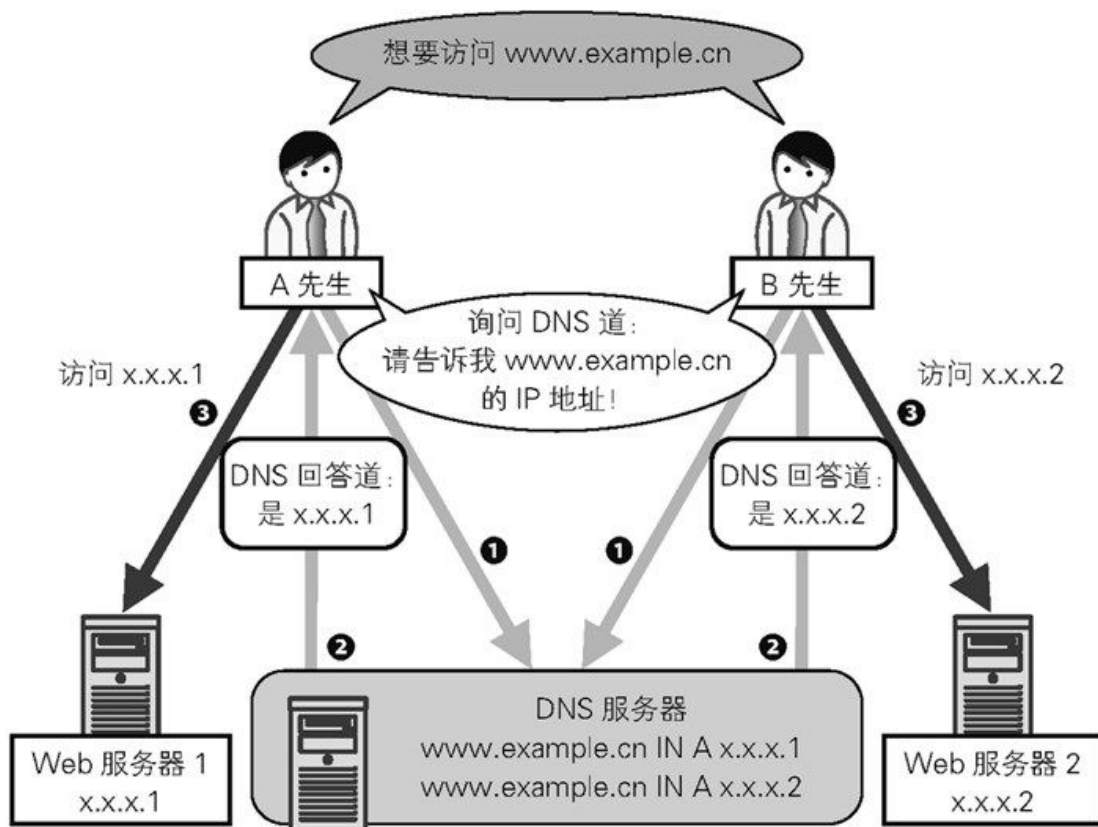 想要访问 www.example.cn
A 先生
B 先生
询问 DNS 道：
请告诉我 www.example.cn
的 IP 地址！
访问 x.x.x.1
访问 x.x.x.2
❸
❸
DNS 回答道：
是 x.x.x.1
DNS 回答道：
是 x.x.x.2
❶
❶
❷
❷
DNS 服务器
www.example.cn IN A x.x.x.1
www.example.cn IN A x.x.x.2
Web 服务器 1
x.x.x.1
Web 服务器 2
x.x.x.2